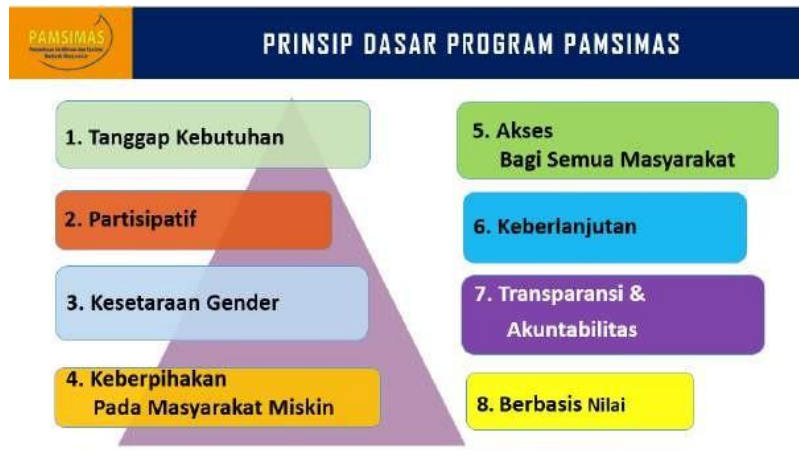 PAMSIMAS
PRINSIP DASAR PROGRAM PAMSIMAS
1. Tanggap Kebutuhan
2. Partisipatif
3. Kesetaraan Gender
4. Keberpihakan
Pada Masyarakat Miskin
5. Akses
Bagi Semua Masyarakat
6. Keberlanjutan
7. Transparansi &
Akuntabilitas
8. Berbasis Nilai